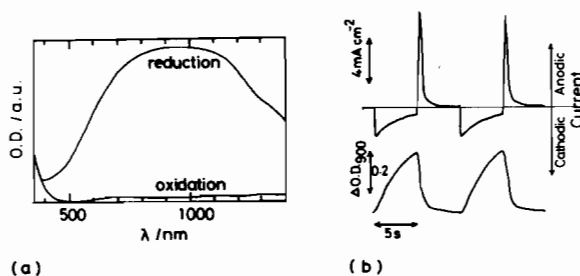 O.D. / a.u.
reduction
oxidation
500
1000
λ / nm
(a)
4mA cm-2
Anodic
Cathodic
Current
ΔO.D.900
0.2
5s
(b)